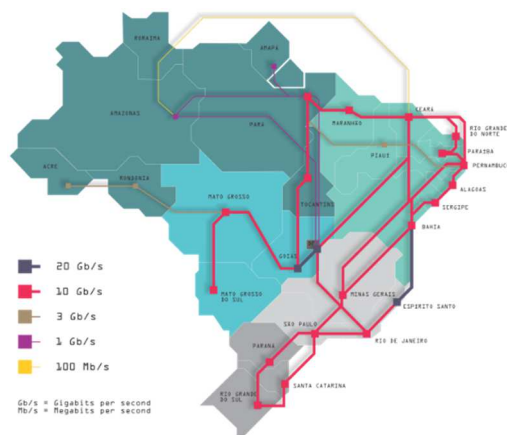 RORAIMA
AMAPA
AMAZONAS
PARA
MARANHÃO
CEARA
RIO GRANDE
DO NORTE
PARAIBA
PERNAMBUC
PIAUI
ALAGOAS
SERGIPE
BAHIA
ACRE
RONDONIA
MATO GROSSO
TOCANTINS
GOIAS
MATO GROSSO
DO SUL
MINAS GERAIS
ESPIRITO SANTO
SÃO PAULO
RIO DE JANEIRO
PARANA
SANTA CATARINA
RIO GRANDE
DO SUL
20 Gb/s
10 Gb/s
3 Gb/s
1 Gb/s
100 Mb/s
Gb/s = Gigabits per second
Mb/s = Megabits per second